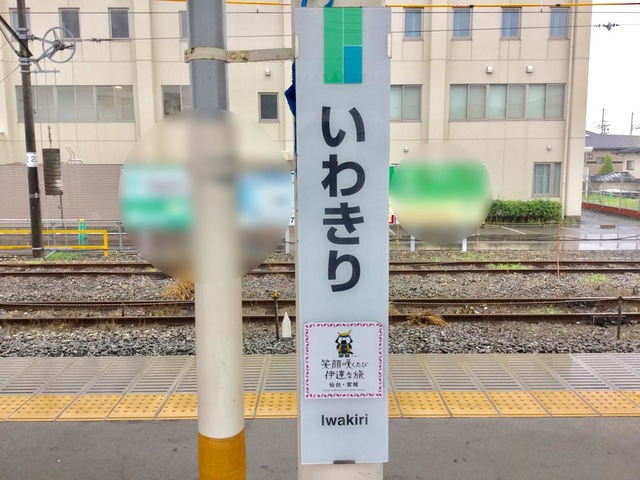 いわきり
笑顔咲くたび
伊達な旅
仙台・宮城
Iwakiri